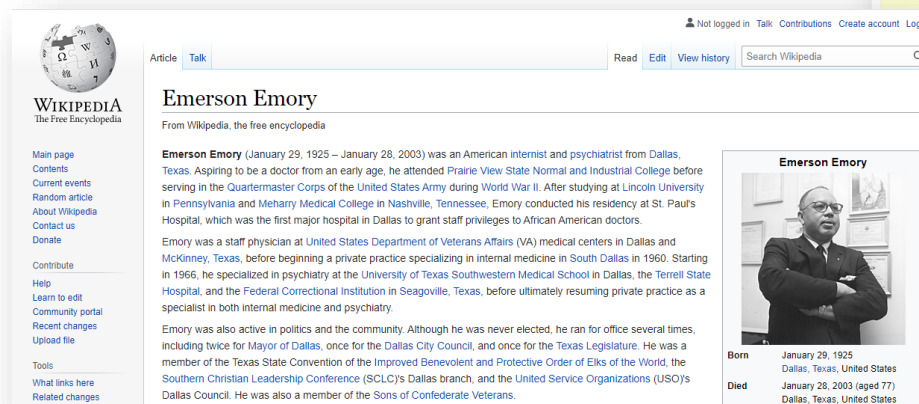 Not logged in Talk Contributions Create account Log
WIKIPEDIA
The Free Encyclopedia
Article Talk
Read Edit View history
Search Wikipedia
Emerson Emory
From Wikipedia, the free encyclopedia
Main page
Contents
Current events
Random article
About Wikipedia
Contact us
Donate
Contribute
Help
Learn to edit
Community portal
Recent changes
Upload file
Tools
What links here
Related changes
Emerson Emory (January 29, 1925 – January 28, 2003) was an American internist and psychiatrist from Dallas,
Texas. Aspiring to be a doctor from an early age, he attended Prairie View State Normal and Industrial College before
serving in the Quartermaster Corps of the United States Army during World War II. After studying at Lincoln University
in Pennsylvania and Meharry Medical College in Nashville, Tennessee, Emory conducted his residency at St. Paul's
Hospital, which was the first major hospital in Dallas to grant staff privileges to African American doctors.
Emory was a staff physician at United States Department of Veterans Affairs (VA) medical centers in Dallas and
McKinney, Texas, before beginning a private practice specializing in internal medicine in South Dallas in 1960. Starting
in 1966, he specialized in psychiatry at the University of Texas Southwestern Medical School in Dallas, the Terrell State
Hospital, and the Federal Correctional Institution in Seagoville, Texas, before ultimately resuming private practice as a
specialist in both internal medicine and psychiatry.
Emory was also active in politics and the community. Although he was never elected, he ran for office several times,
including twice for Mayor of Dallas, once for the Dallas City Council, and once for the Texas Legislature. He was a
member of the Texas State Convention of the Improved Benevolent and Protective Order of Elks of the World, the
Southern Christian Leadership Conference (SCLC)'s Dallas branch, and the United Service Organizations (USO)'s
Dallas Council. He was also a member of the Sons of Confederate Veterans.
Emerson Emory
Born January 29, 1925
Dallas, Texas, United States
Died January 28, 2003 (aged 77)
Dallas, Texas, United States